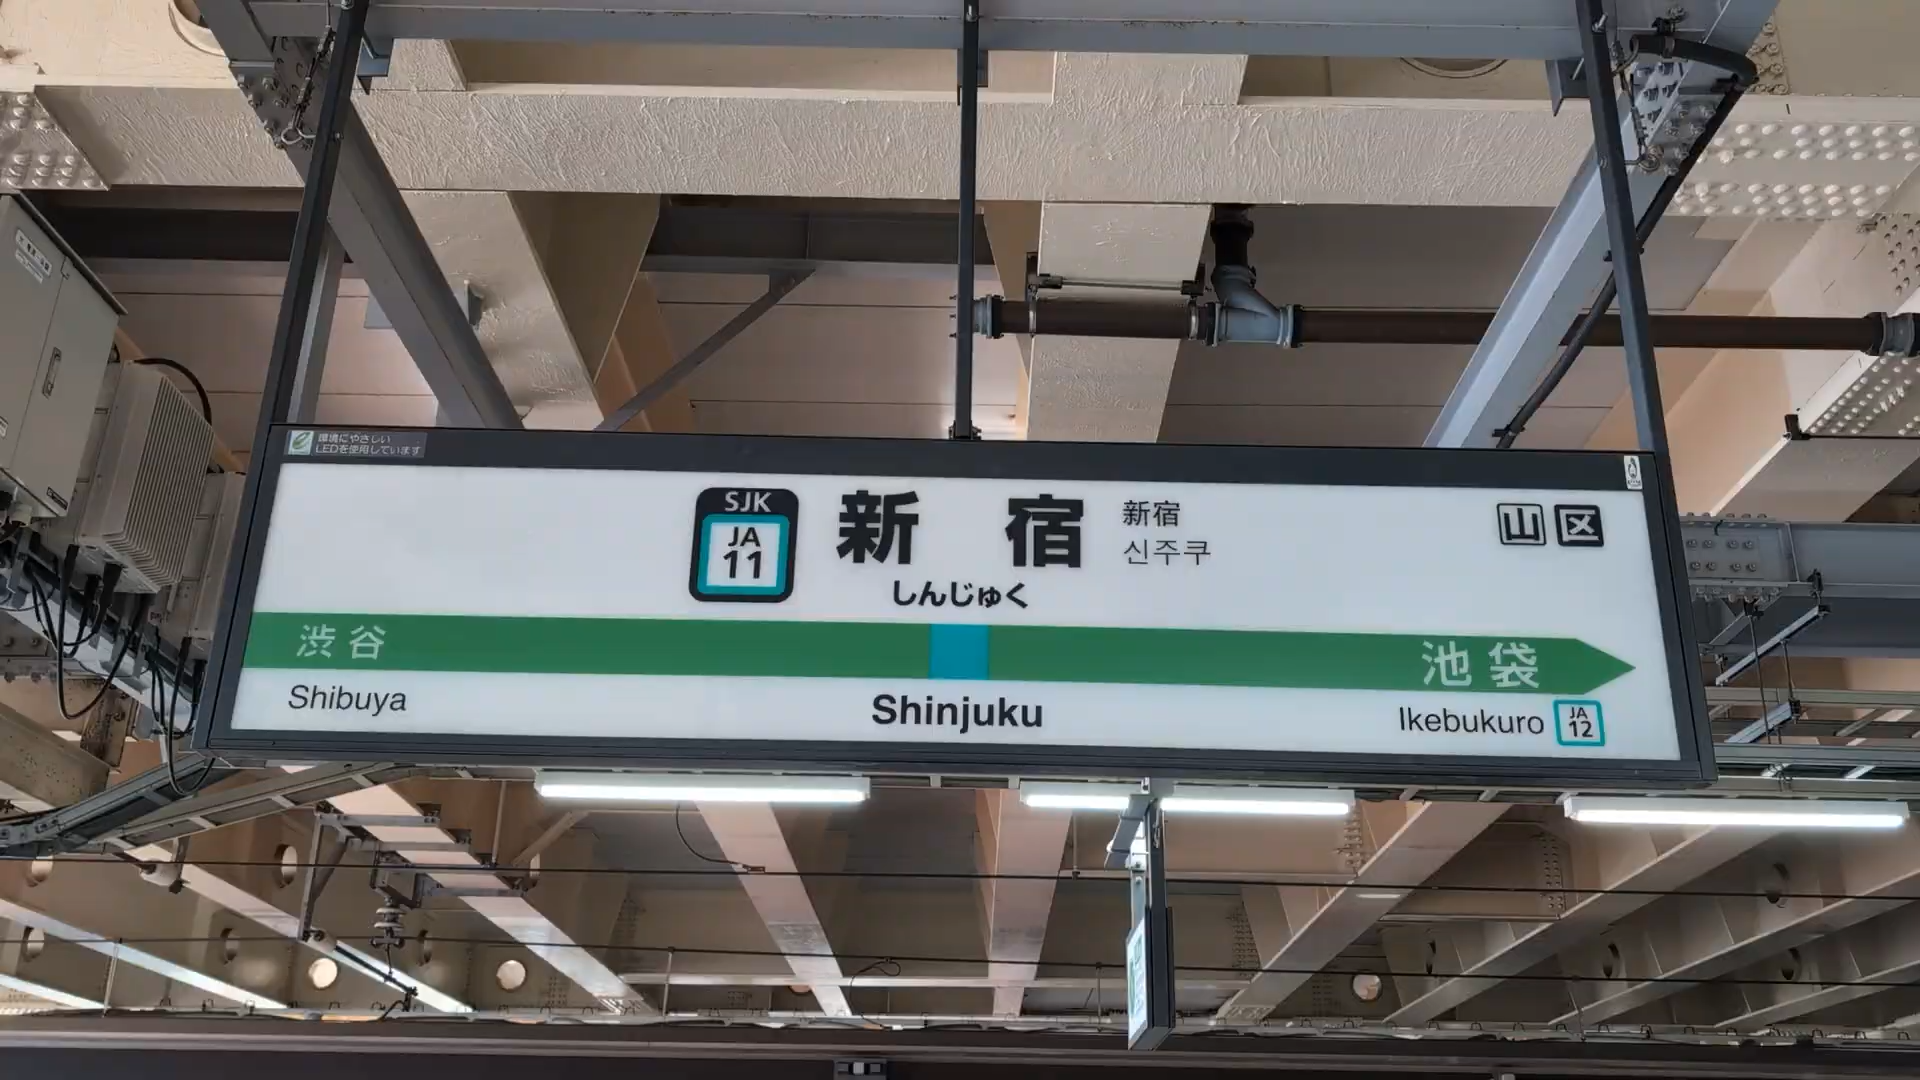 環境にやさしい
LEDを使用しています
SJK
JA
11
新宿
しんじゅく
新宿
신주쿠
山 区
渋谷
池袋
Shibuya
Shinjuku
Ikebukuro
JA
12